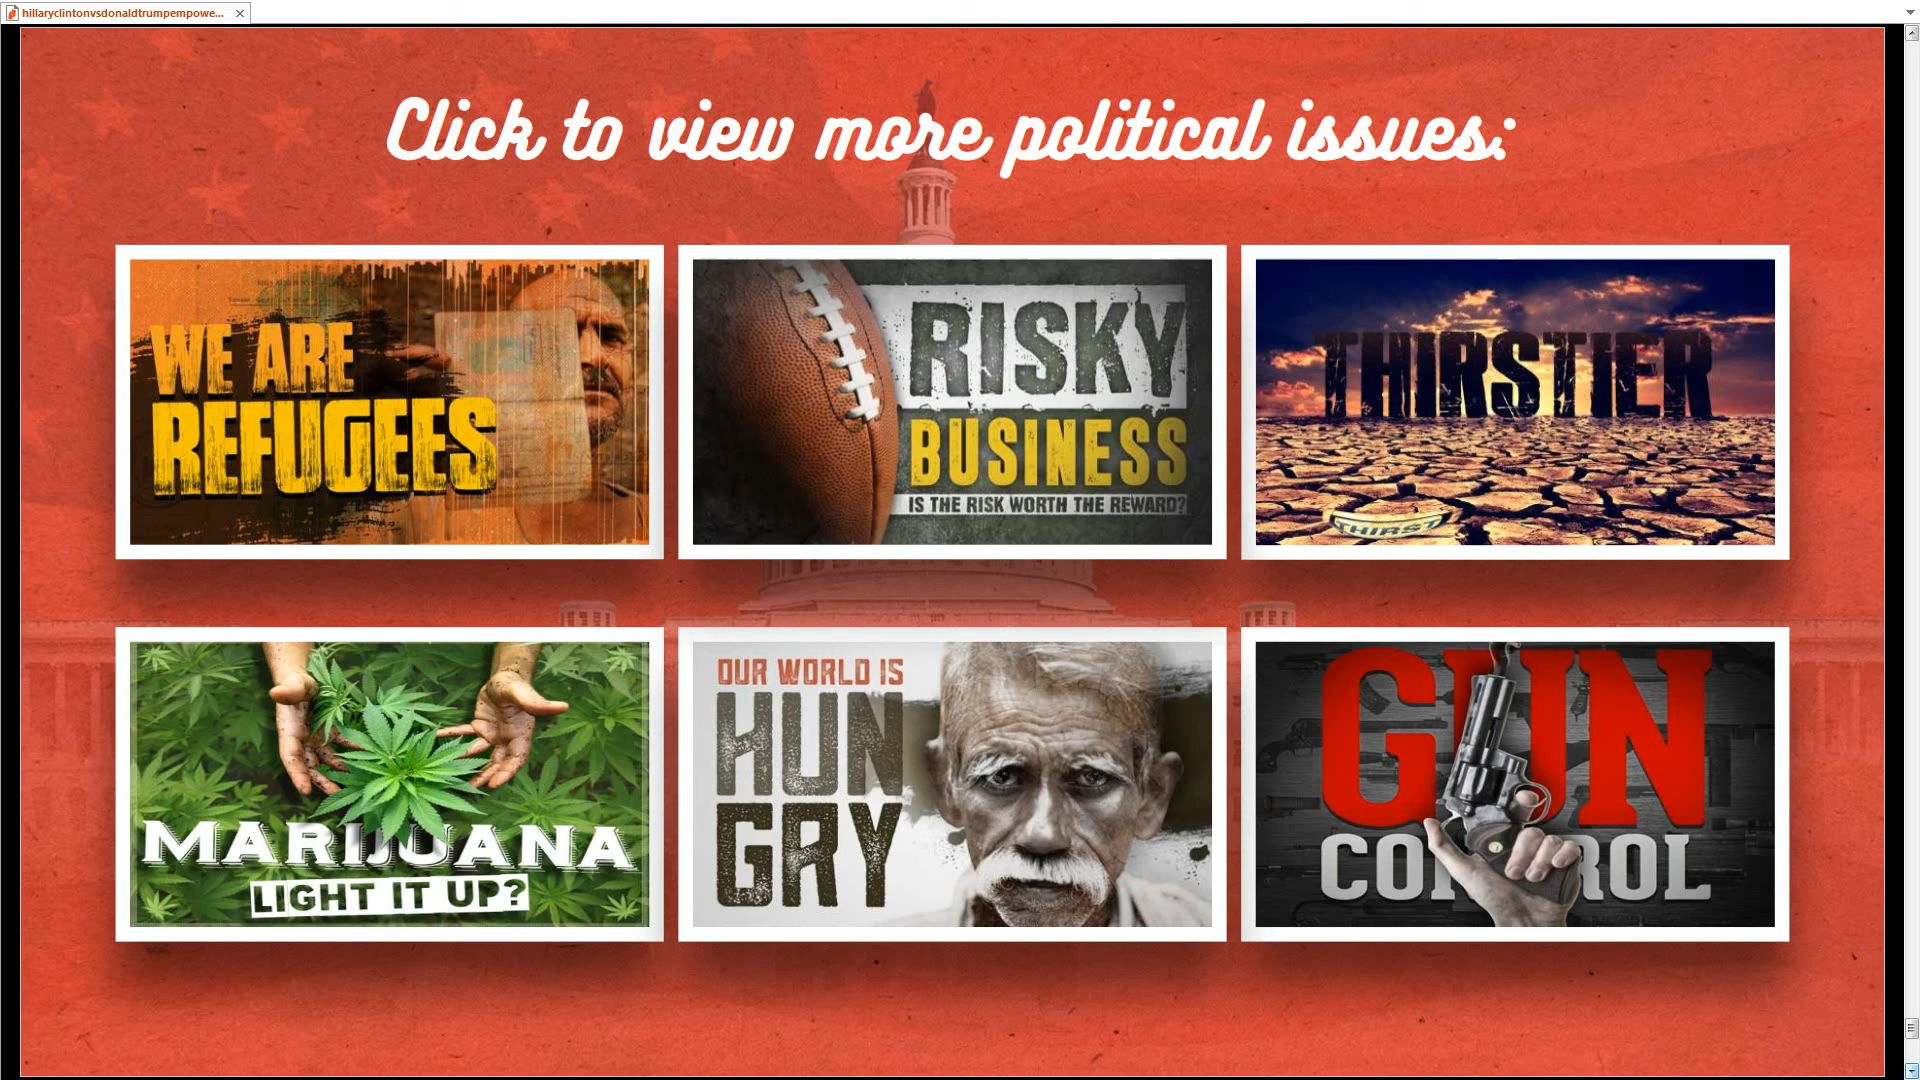 hillaryclintonvsdonaldtrumpempowe...
Click to view more political issues:
WE ARE
REFUGEES
RISKY
BUSINESS
IS THE RISK WORTH THE REWARD?
THIRSTIER
THIRST
MARIJUANA
LIGHT IT UP?
OUR WORLD IS
HUN
GRY
GUN
CONTROL